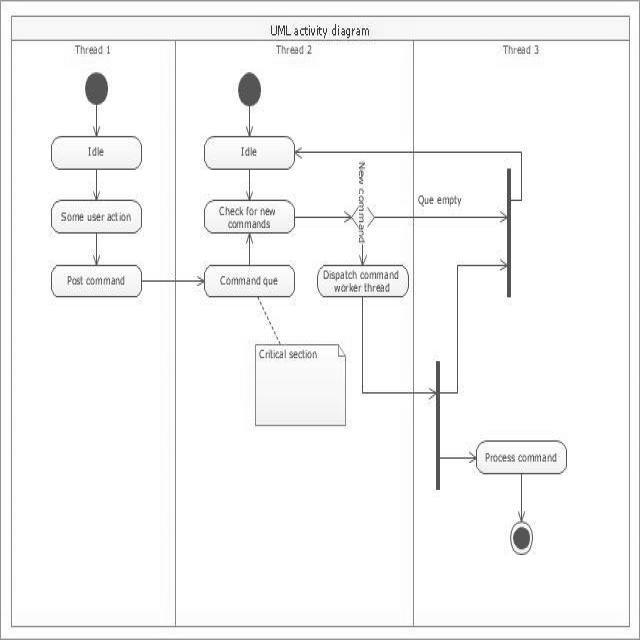 UML activity diagram
Thread 1
Thread 2
Thread 3
Idle
Idle
New command
Some user action
Check for new
commands
Que empty
Post command
Command que
Dispatch command
worker thread
Critical section
Process command